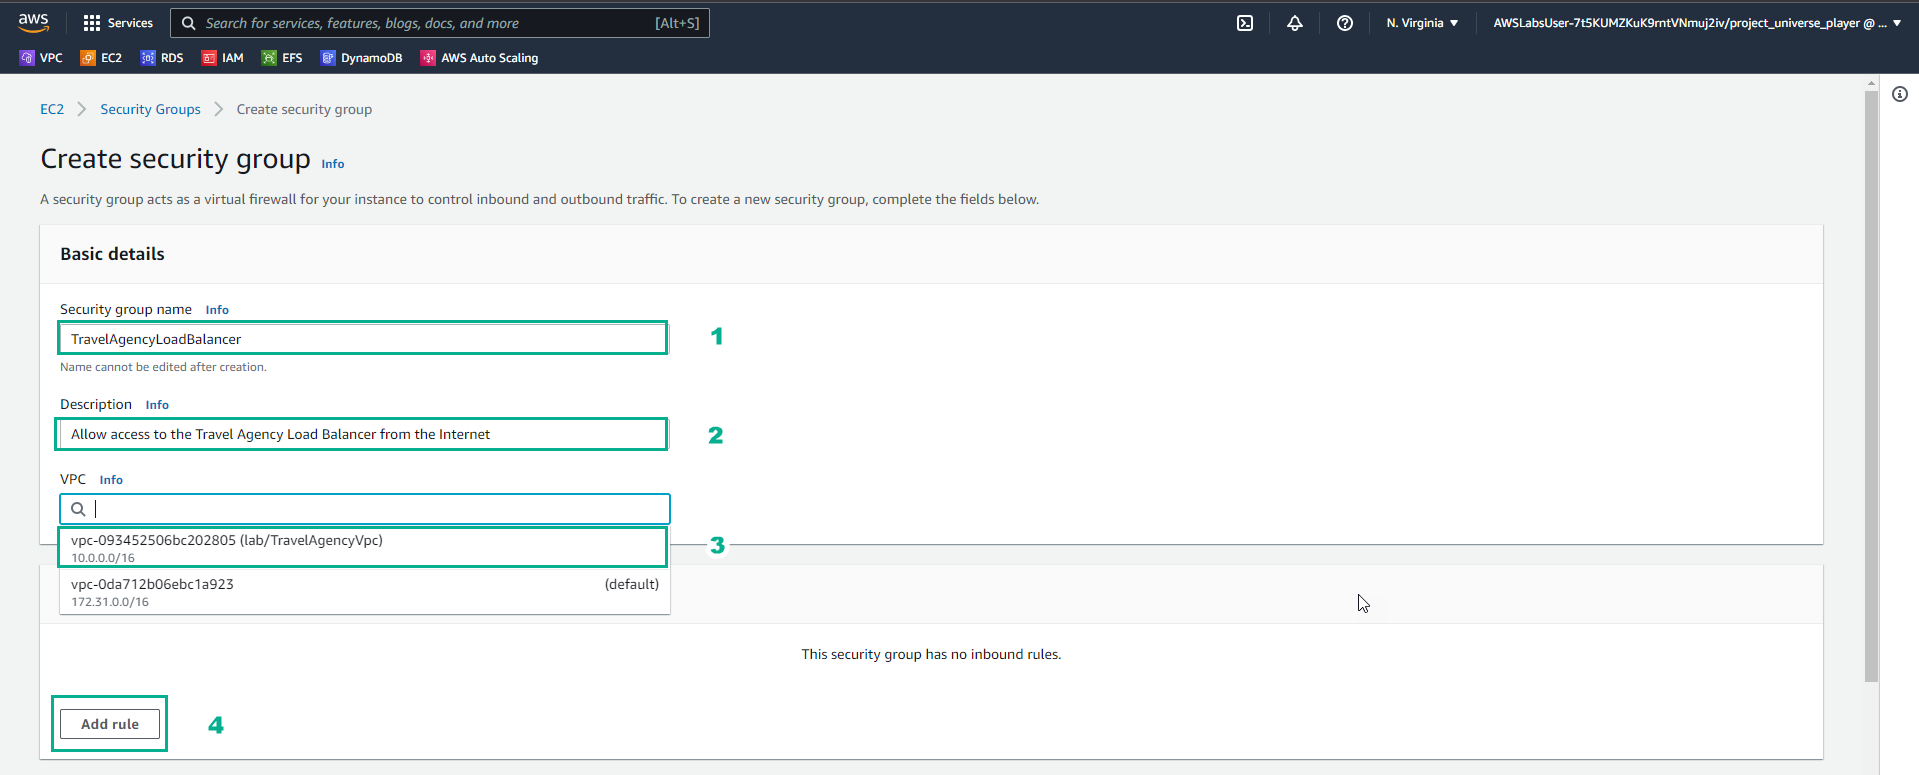 aws
Services
Search for services, features, blogs, docs, and more [Alt+S]
N. Virginia
AWSLabsUser-7t5KUMZKuK9rntVNmuj2iv/project_universe_player @ ...
VPC EC2 RDS IAM EFS DynamoDB AWS Auto Scaling
EC2 Security Groups Create security group
Create security group Info
A security group acts as a virtual firewall for your instance to control inbound and outbound traffic. To create a new security group, complete the fields below.
Basic details
Security group name Info
TravelAgencyLoadBalancer 1
Name cannot be edited after creation.
Description Info
Allow access to the Travel Agency Load Balancer from the Internet 2
VPC Info
vpc-093452506bc202805 (lab/TravelAgencyVpc) 3
10.0.0.0/16
vpc-0da712b06ebc1a923 (default)
172.31.0.0/16
This security group has no inbound rules.
Add rule 4